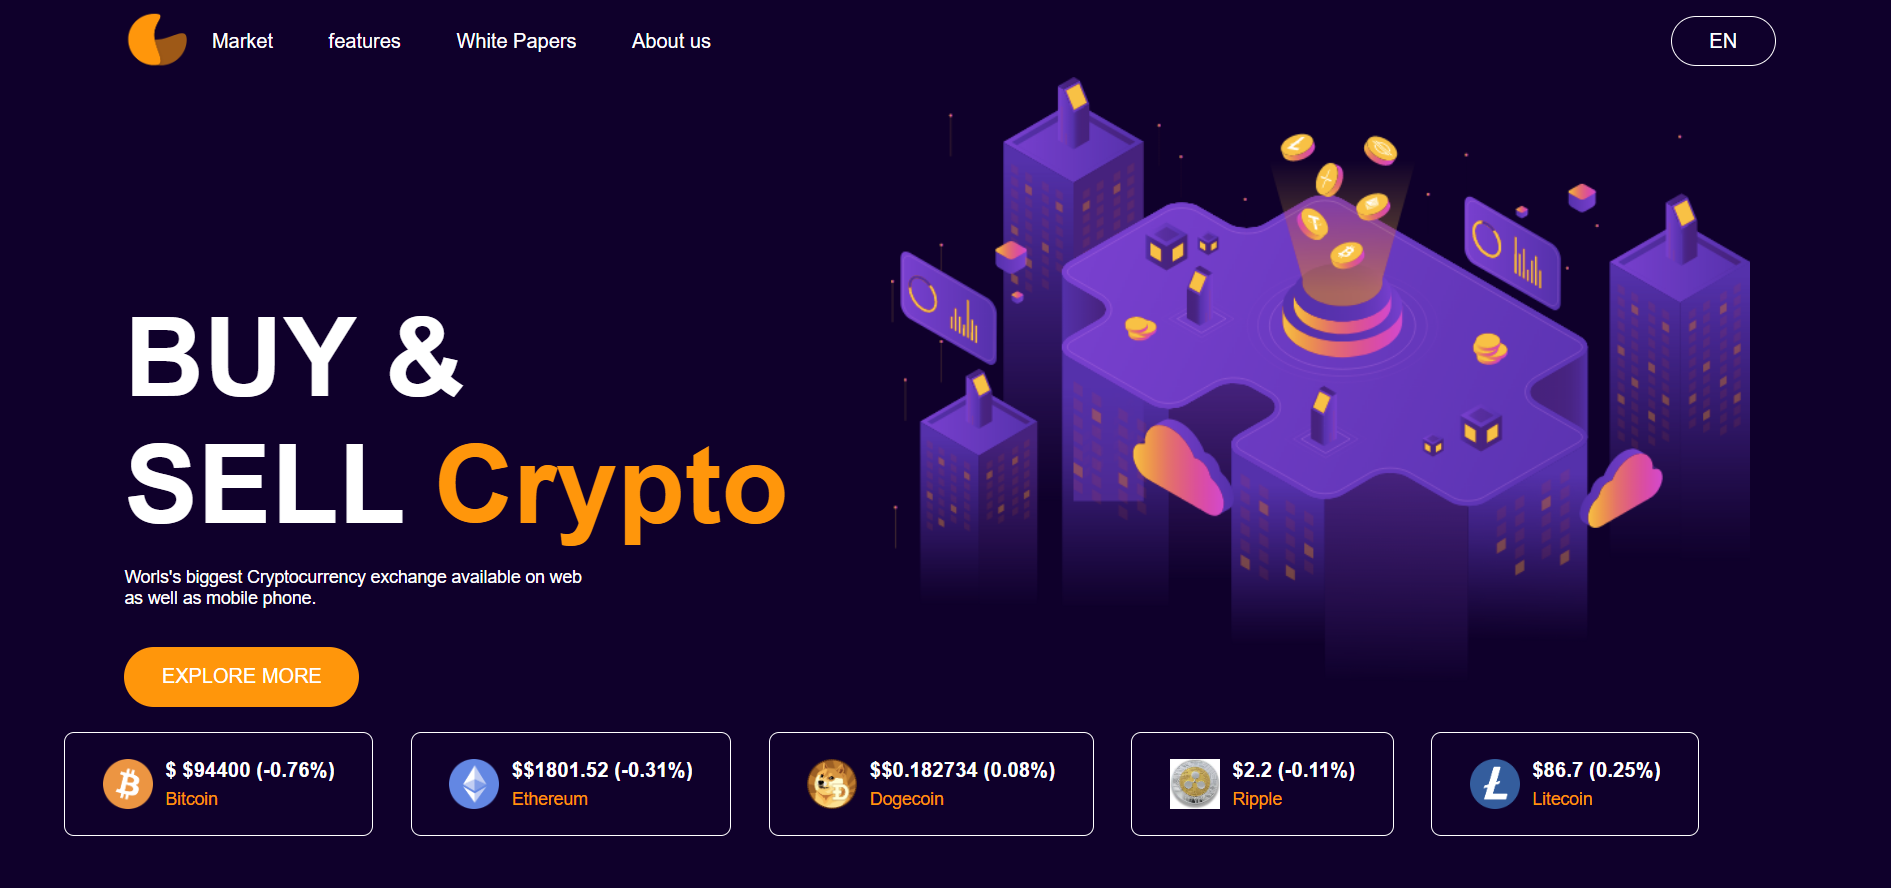 Market features White Papers About us EN
BUY &
SELL Crypto
Worls's biggest Cryptocurrency exchange available on web
as well as mobile phone.
EXPLORE MORE
$ $94400 (-0.76%)
Bitcoin
$$1801.52 (-0.31%)
Ethereum
$$0.182734 (0.08%)
Dogecoin
$2.2 (-0.11%)
Ripple
$86.7 (0.25%)
Litecoin